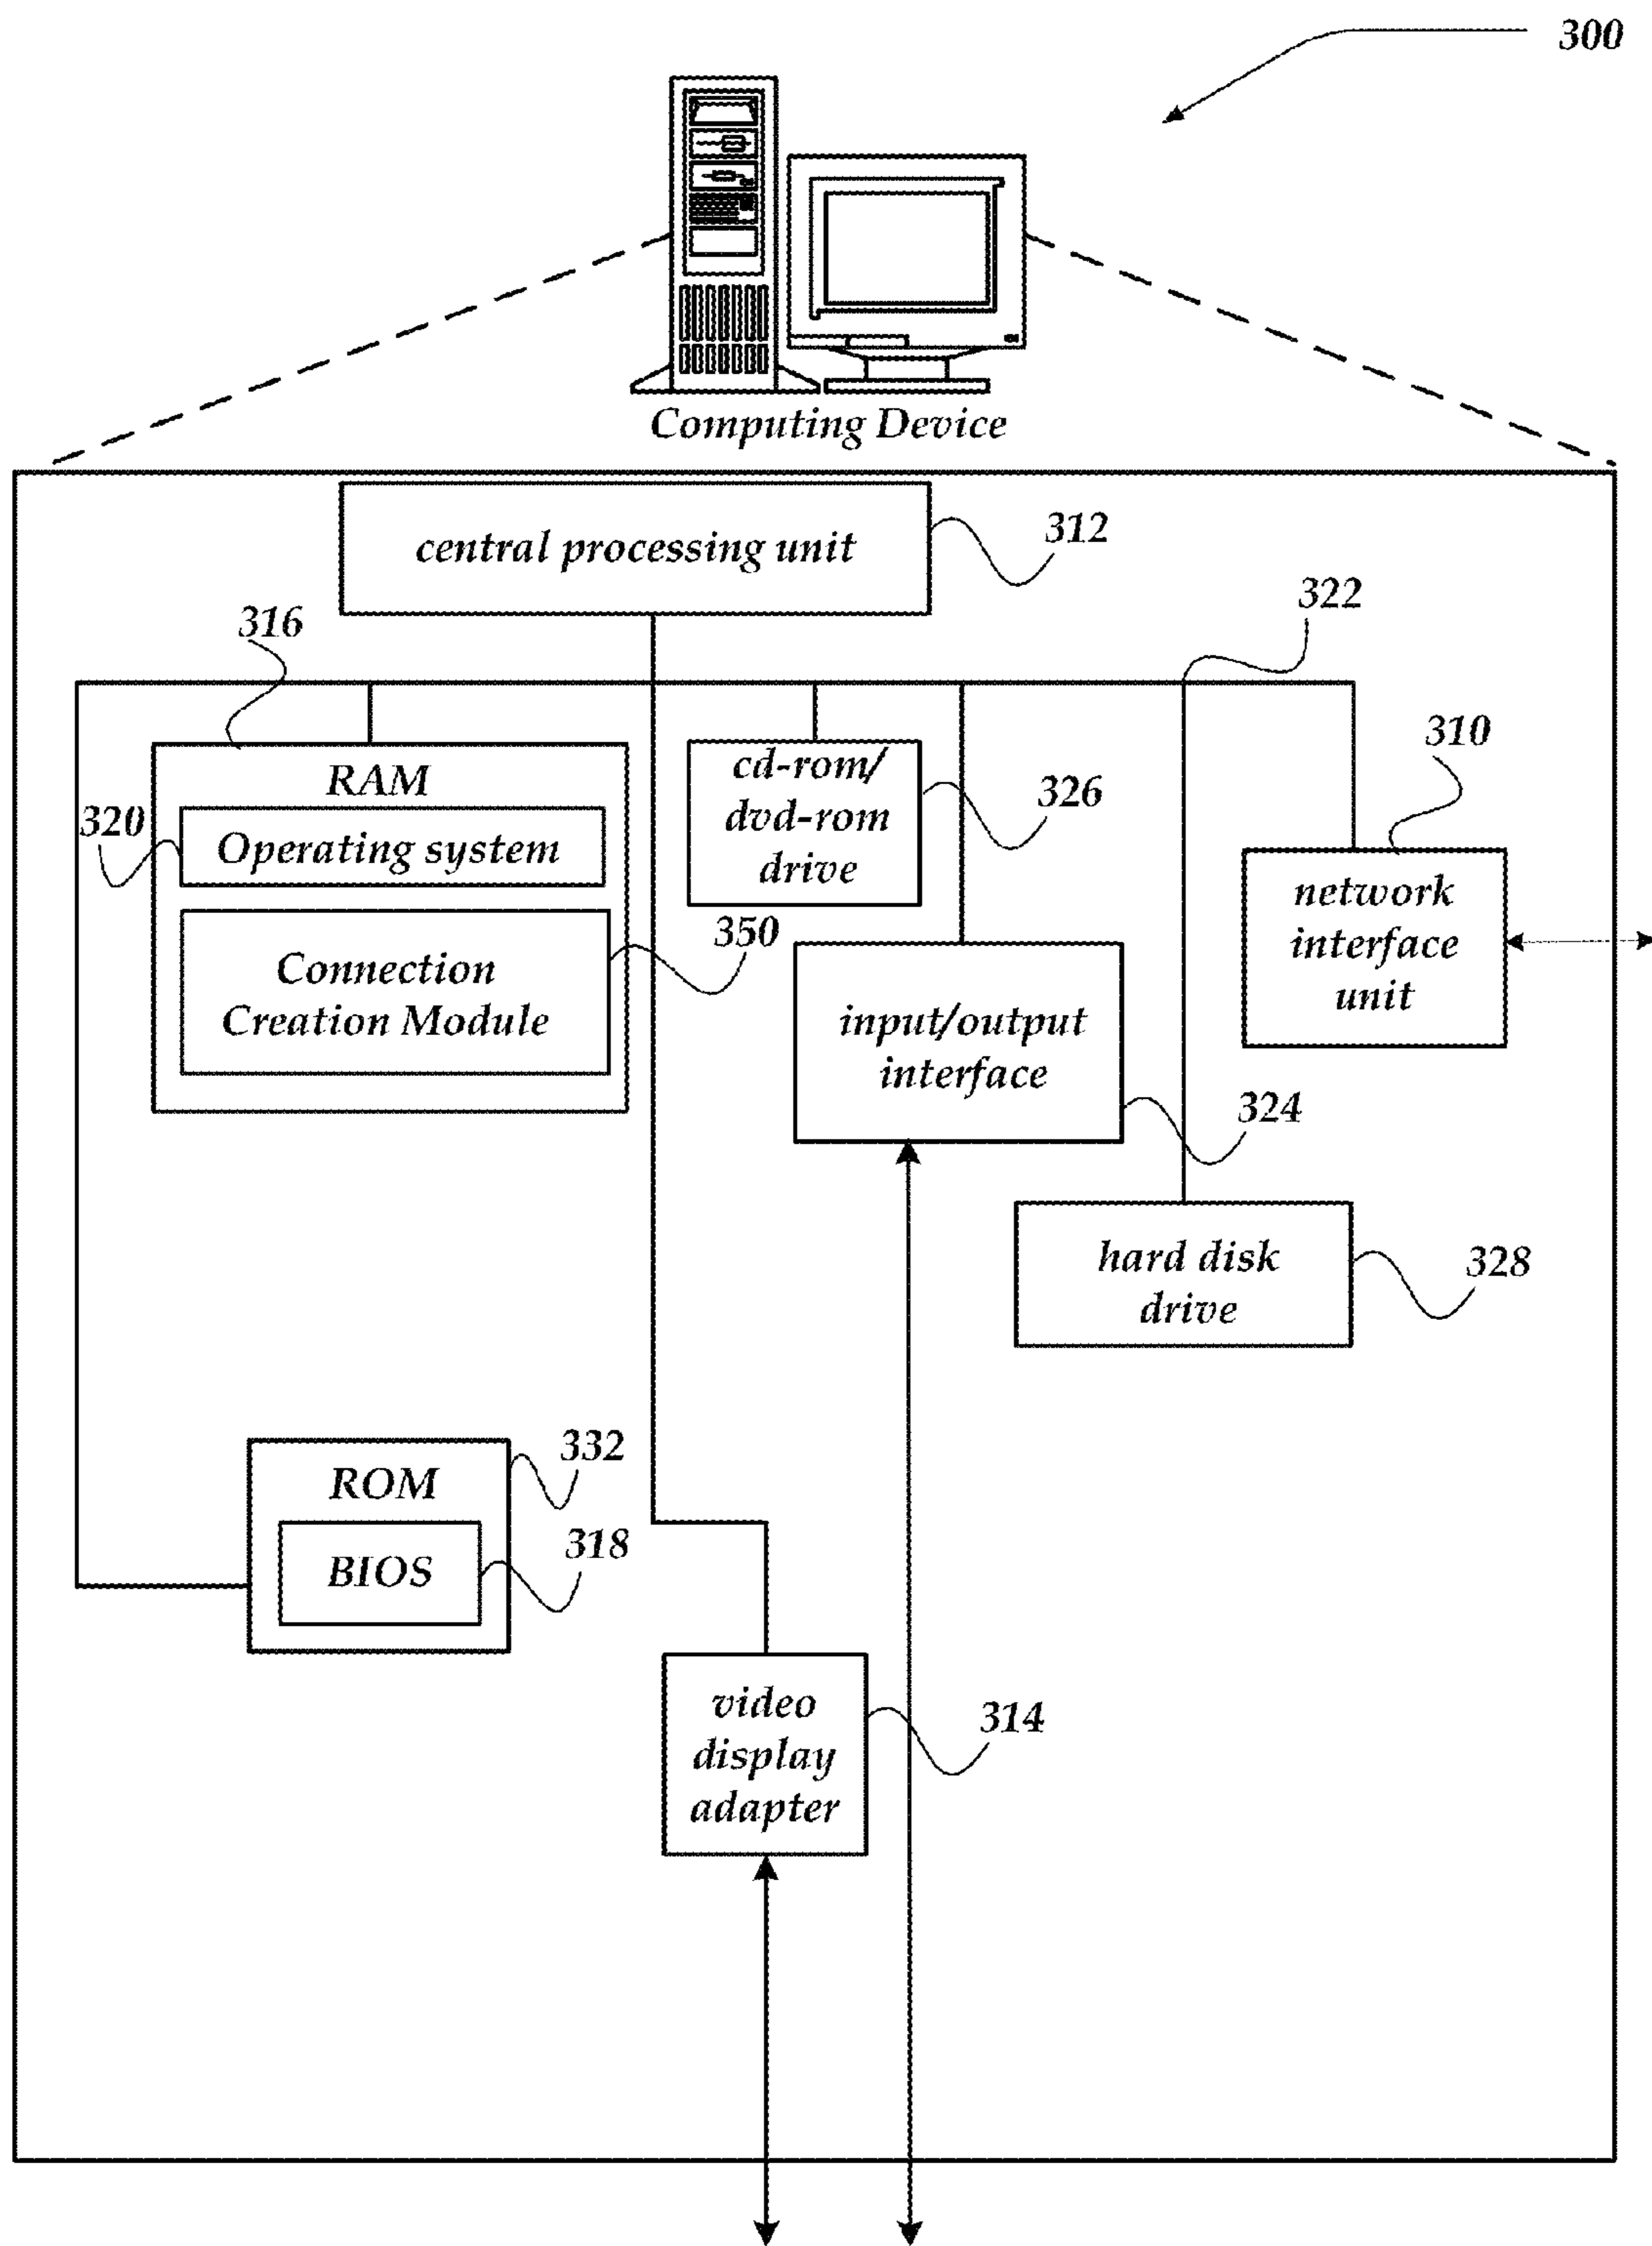 300
Computing Device
central processing unit
312
322
316
310
RAM
cd-rom/
dvd-rom
drive
326
320
Operating system
network
interface
unit
350
Connection
Creation Module
input/output
interface
324
hard disk
drive
328
332
ROM
318
BIOS
video
display
adapter
314